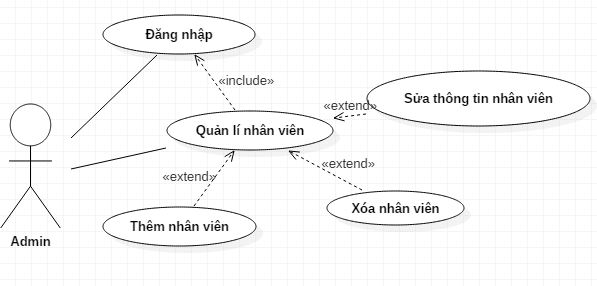 Đăng nhập
«include»
«extend»
Sửa thông tin nhân viên
Quản lí nhân viên
«extend»
«extend»
Xóa nhân viên
Thêm nhân viên
Admin